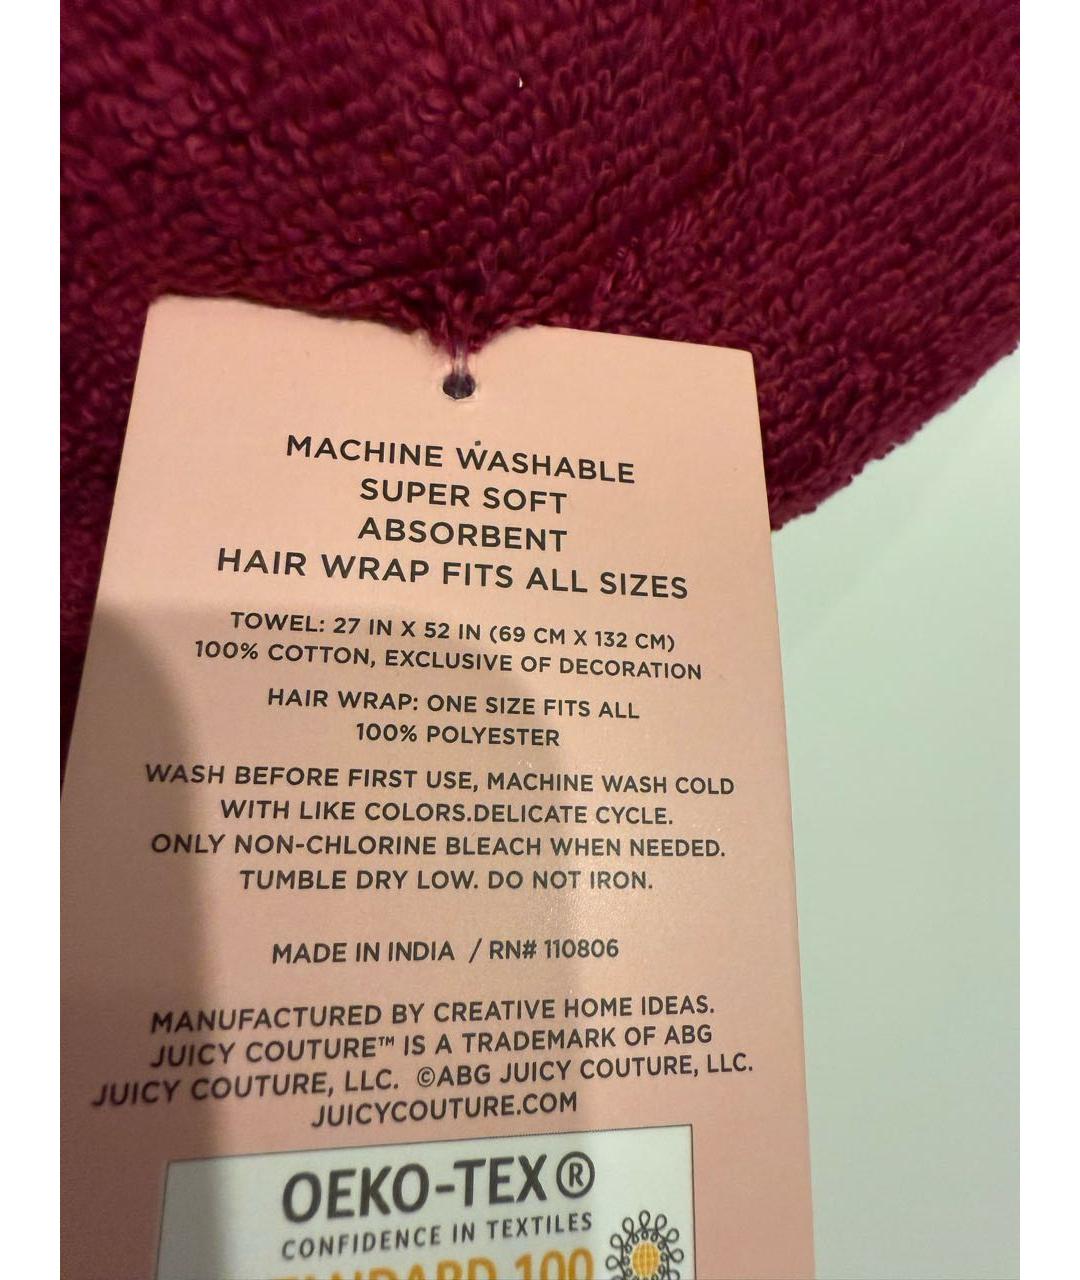 MACHINE WASHABLE
SUPER SOFT
ABSORBENT
HAIR WRAP FITS ALL SIZES
TOWEL: 27 IN X 52 IN (69 CM X 132 CM)
100% COTTON, EXCLUSIVE OF DECORATION
HAIR WRAP: ONE SIZE FITS ALL
100% POLYESTER
WASH BEFORE FIRST USE, MACHINE WASH COLD
WITH LIKE COLORS.DELICATE CYCLE.
ONLY NON-CHLORINE BLEACH WHEN NEEDED.
TUMBLE DRY LOW. DO NOT IRON.
MADE IN INDIA / RN# 110806
MANUFACTURED BY CREATIVE HOME IDEAS.
JUICY COUTURE™ IS A TRADEMARK OF ABG
JUICY COUTURE, LLC. ©ABG JUICY COUTURE, LLC.
JUICYCOUTURE.COM
OEKO-TEX®
CONFIDENCE IN TEXTILES
100